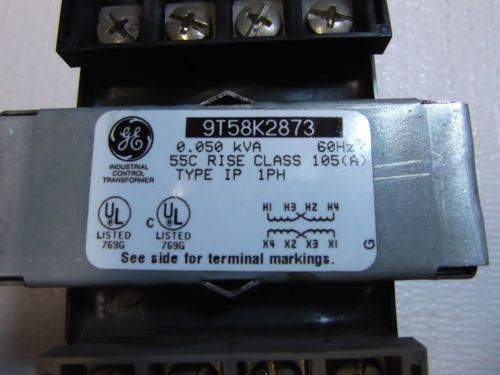 9T58K2873
GE
0.050 kVA 60Hz
55C RISE CLASS 105(A)
TYPE IP 1PH
INDUSTRIAL
CONTROL
TRANSFORMER
UL
LISTED
769G
C UL
LISTED
769G
H1 H3 H2 H4
X4 X2 X3 X1
G
See side for terminal markings.